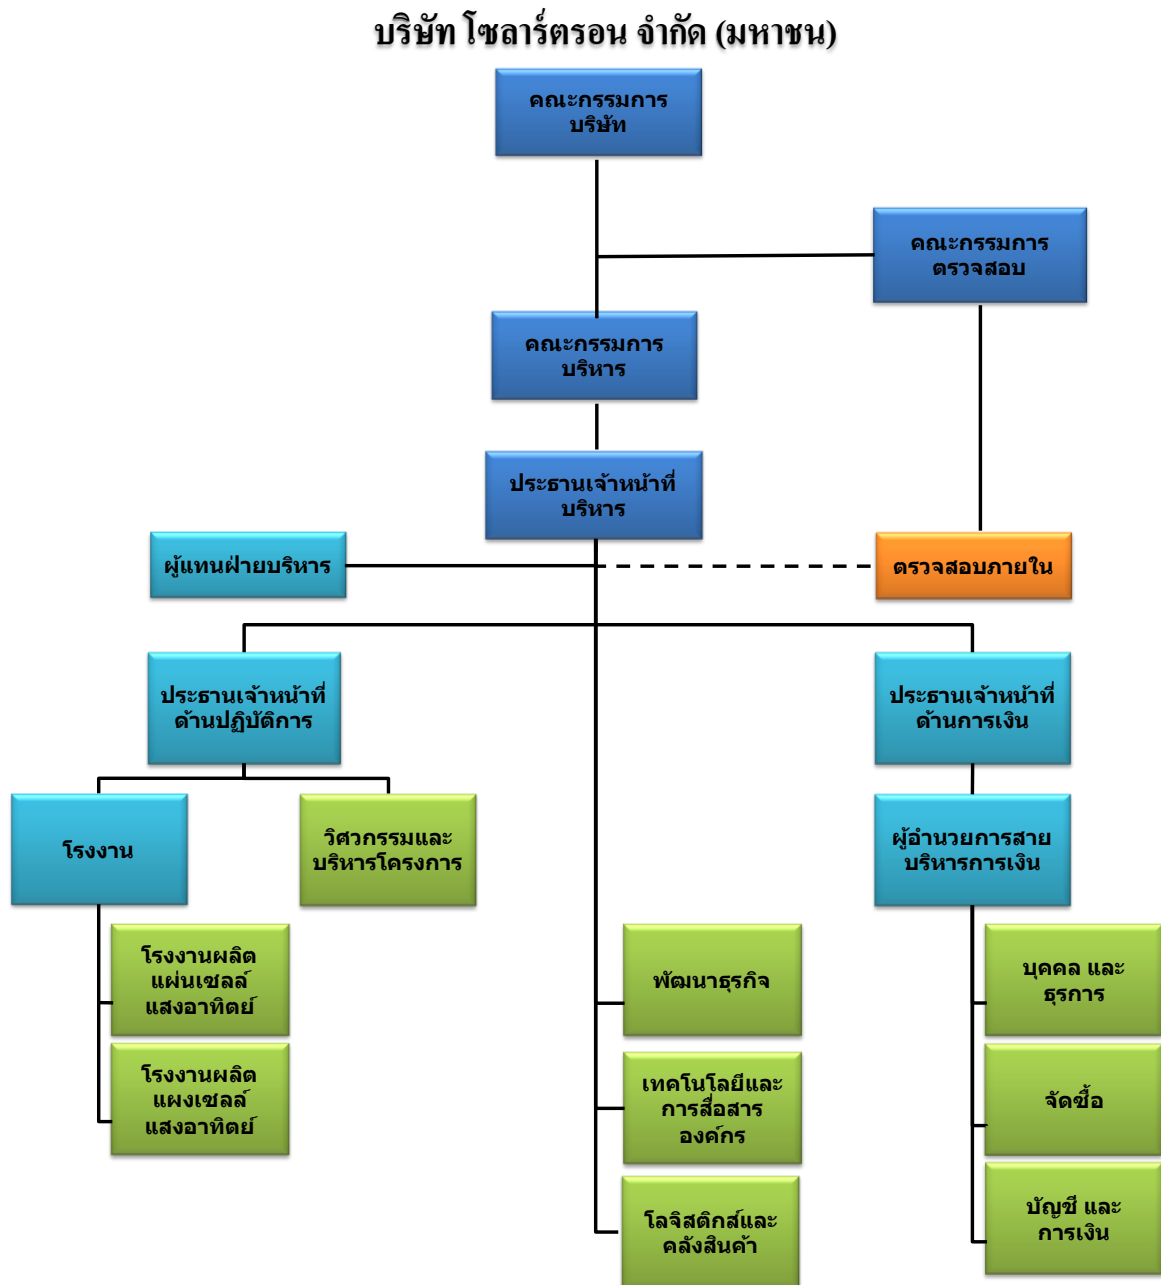 บริษัท โซลาร์ตรอน จำกัด (มหาชน)
คณะกรรมการ
บริษัท
คณะกรรมการ
ตรวจสอบ
คณะกรรมการ
บริหาร
ประธานเจ้าหน้าที่
บริหาร
ผู้แทนฝ่ายบริหาร
ตรวจสอบภายใน
ประธานเจ้าหน้าที่
ด้านปฏิบัติการ
ประธานเจ้าหน้าที่
ด้านการเงิน
โรงงาน
วิศวกรรมและ
บริหารโครงการ
ผู้อำนวยการสาย
บริหารการเงิน
โรงงานผลิต
แผ่นเซลล์
แสงอาทิตย์
พัฒนาธุรกิจ
บุคคล และ
ธุรการ
โรงงานผลิต
แผงเซลล์
แสงอาทิตย์
เทคโนโลยีและ
การสื่อสาร
องค์กร
จัดซื้อ
โลจิสติกส์และ
คลังสินค้า
บัญชี และ
การเงิน